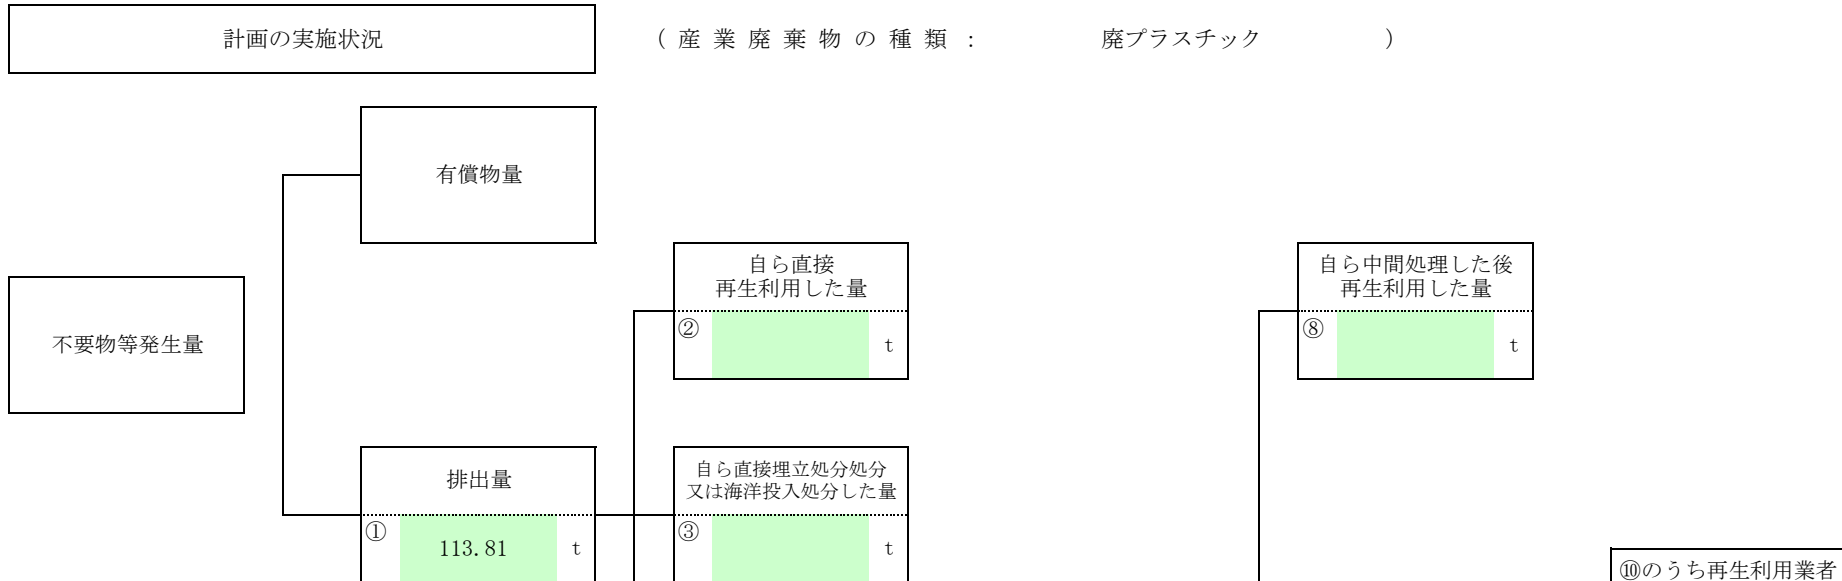 計画の実施状況
（産業廃棄物の種類： 廃プラスチック ）
有償物量
自ら直接
再生利用した量
② t
自ら中間処理した後
再生利用した量
⑧ t
不要物等発生量
排出量
① 113.81 t
自ら直接埋立処分処分
又は海洋投入処分した量
③ t
⑩のうち再生利用業者